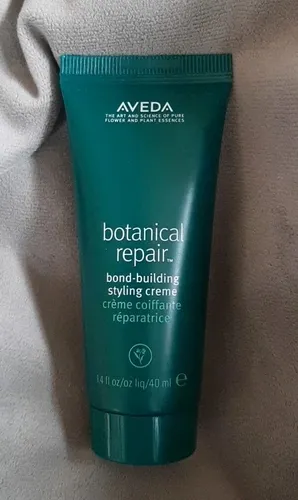 AVEDA
THE ART AND SCIENCE OF PURE
FLOWER AND PLANT ESSENCES
botanical
repair™
bond-building
styling creme
crème coiffante
réparatrice
1.4 fl oz/oz liq/40 ml ℮